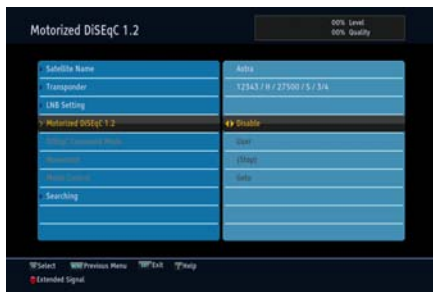 Motorized DiSEqC 1.2
00% Level
00% Quality
Satellite Name
Astra
Transponder
12343 / H / 27500 / S / 3/4
LNB Setting
Motorized DiSEqC 1.2
Disable
DiSEqC Command Mode
User
Movement
(Stop)
Motor Control
Goto
Searching
Select
Previous Menu
Exit
Help
Extended Signal